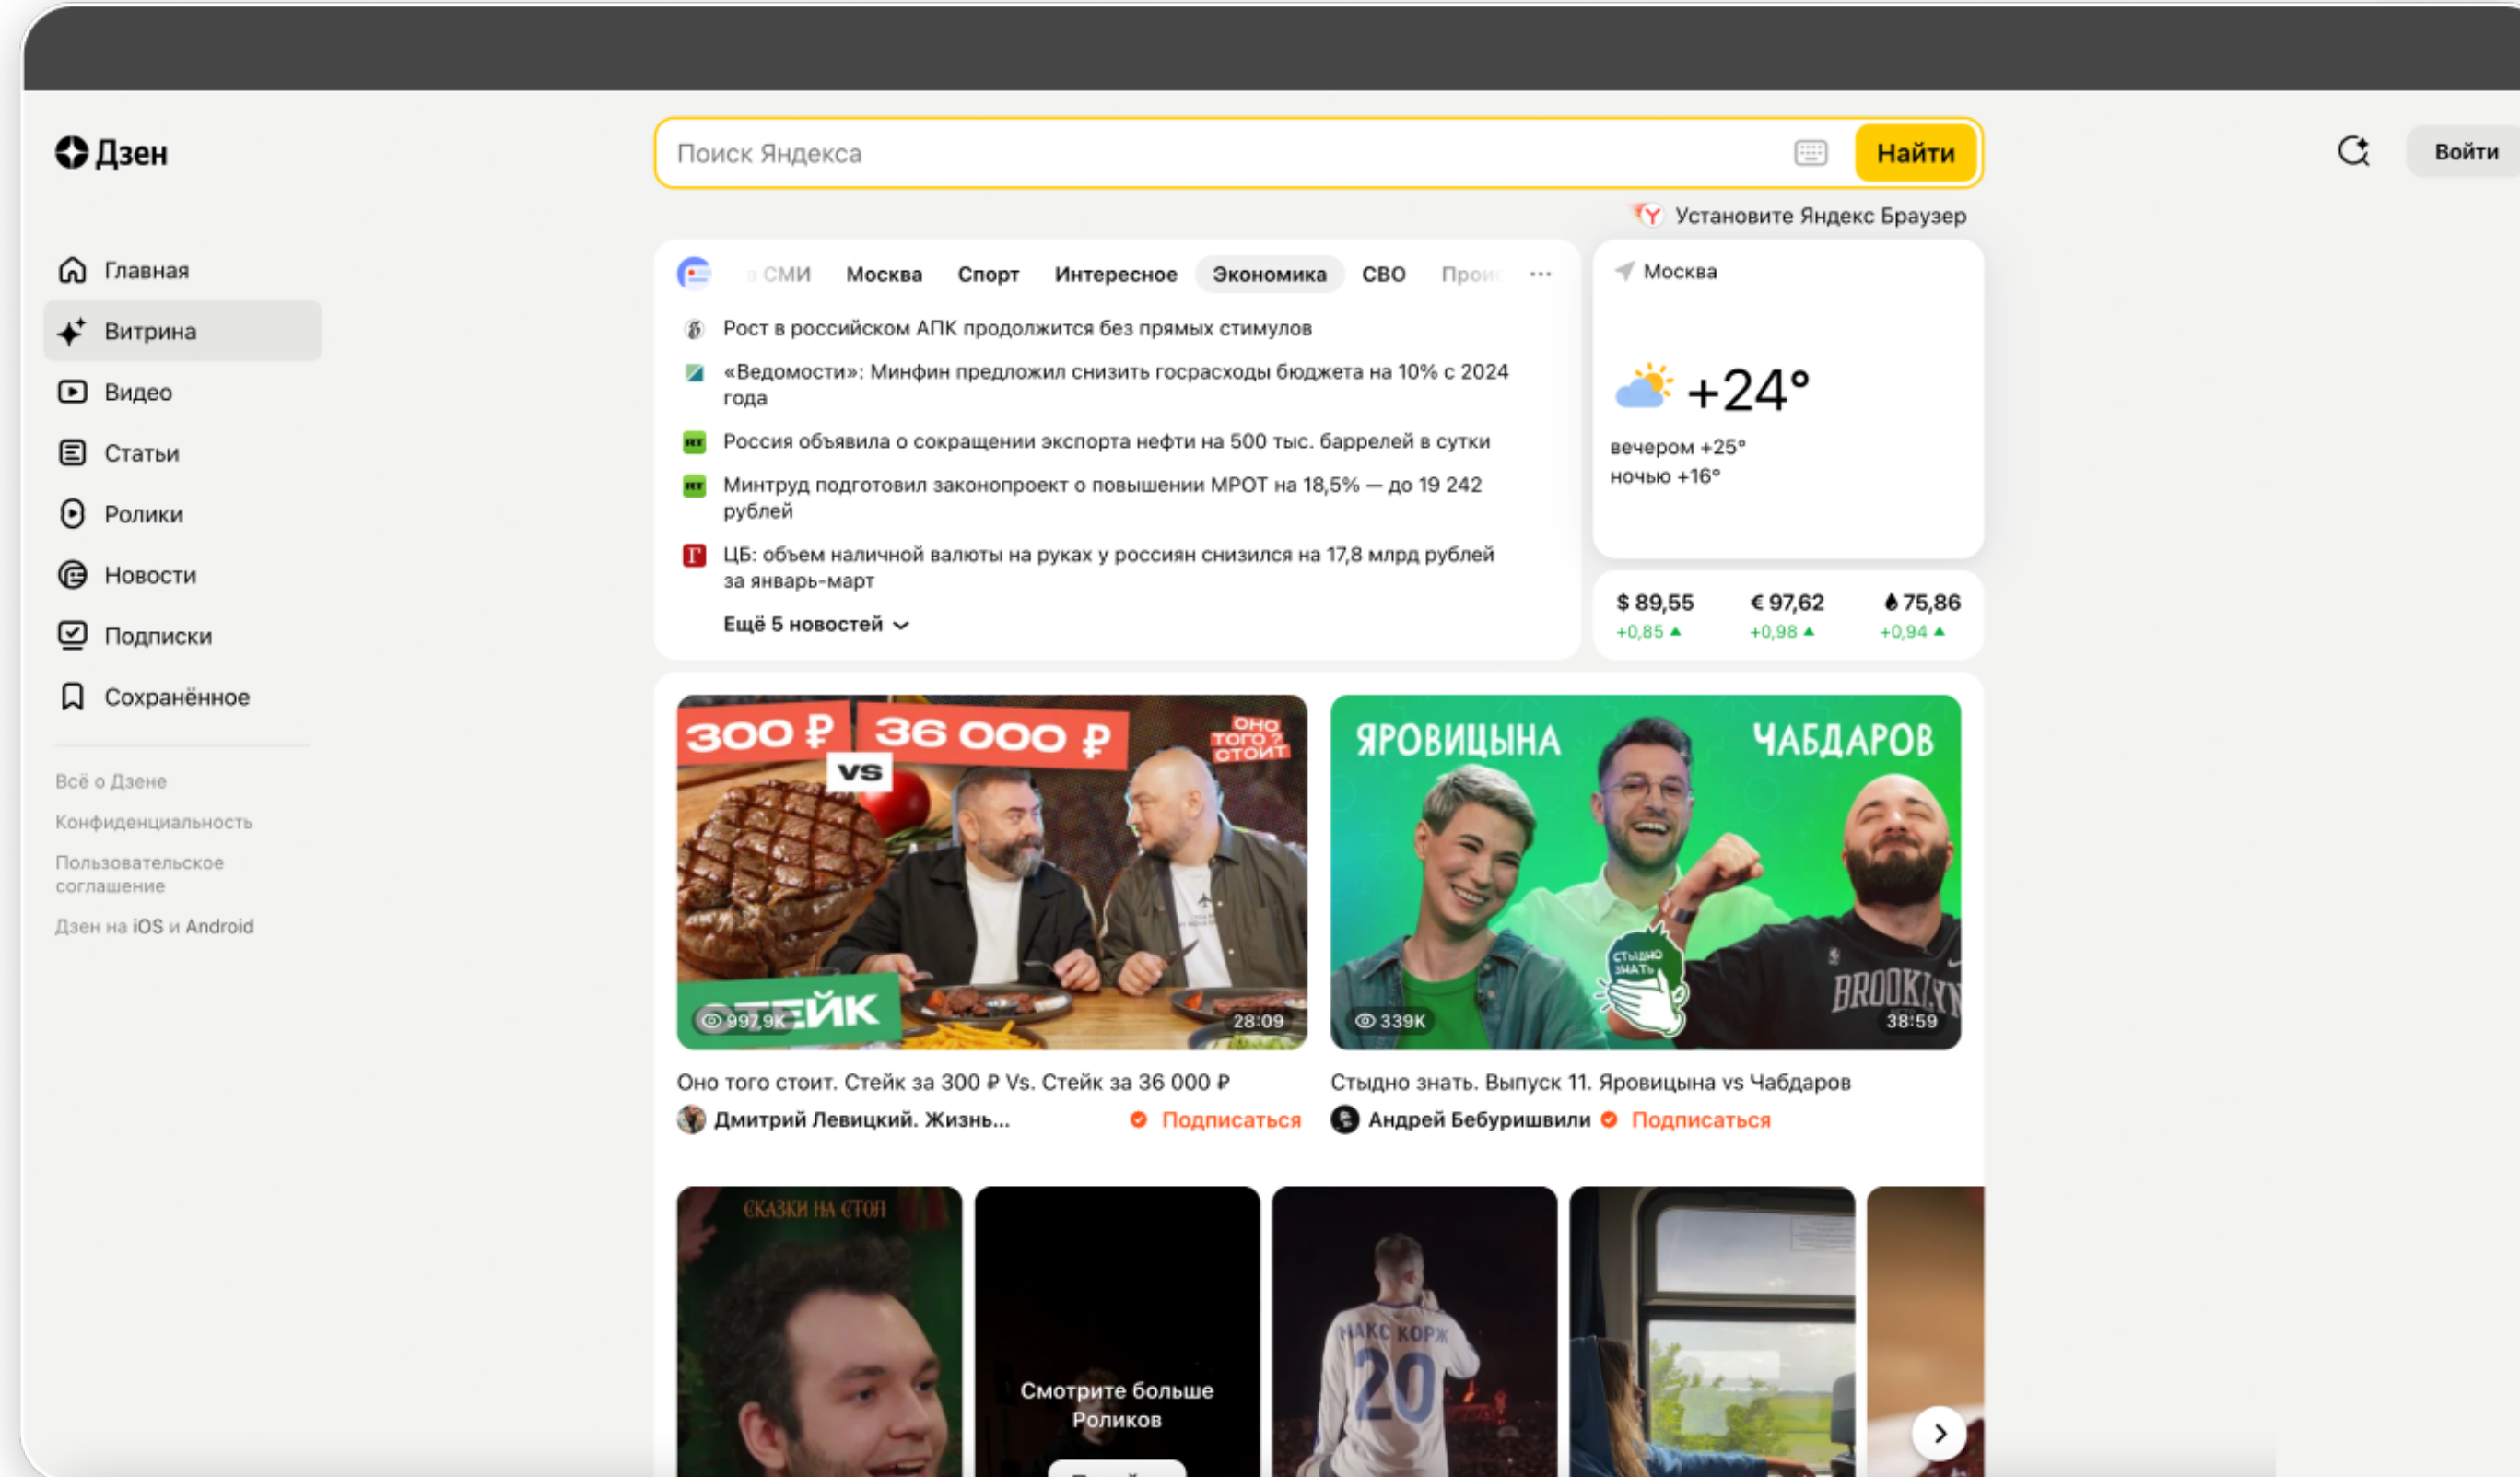 Дзен
Поиск Яндекса
Найти
Войти
Установите Яндекс Браузер
Главная
Витрина
Видео
Статьи
Ролики
Новости
Подписки
Сохранённое
Всё о Дзене
Конфиденциальность
Пользовательское
соглашение
Дзен на iOS и Android
в СМИ Москва Спорт Интересное Экономика СВО Проис ...
Рост в российском АПК продолжится без прямых стимулов
«Ведомости»: Минфин предложил снизить госрасходы бюджета на 10% с 2024
года
RT
Россия объявила о сокращении экспорта нефти на 500 тыс. баррелей в сутки
RT
Минтруд подготовил законопроект о повышении МРОТ на 18,5% — до 19 242
рублей
Г
ЦБ: объем наличной валюты на руках у россиян снизился на 17,8 млрд рублей
за январь-март
Ещё 5 новостей
Москва
+24°
вечером +25°
ночью +16°
$ 89,55 € 97,62 75,86
+0,85 +0,98 +0,94
300 ₽ 36 000 ₽
VS
ОНО
ТОГО ?
СТОИТ
СТЕЙК
997,9K
28:09
ЯРОВИЦЫНА ЧАБДАРОВ
СТЫДНО
ЗНАТЬ
BROOKLYN
339K
38:59
Оно того стоит. Стейк за 300 ₽ Vs. Стейк за 36 000 ₽
Дмитрий Левицкий. Жизнь... Подписаться
Стыдно знать. Выпуск 11. Яровицына vs Чабдаров
Андрей Бебуришвили Подписаться
СКАЗКИ НА СТОП
Смотрите больше
Роликов
МАКС КОРЖ
20